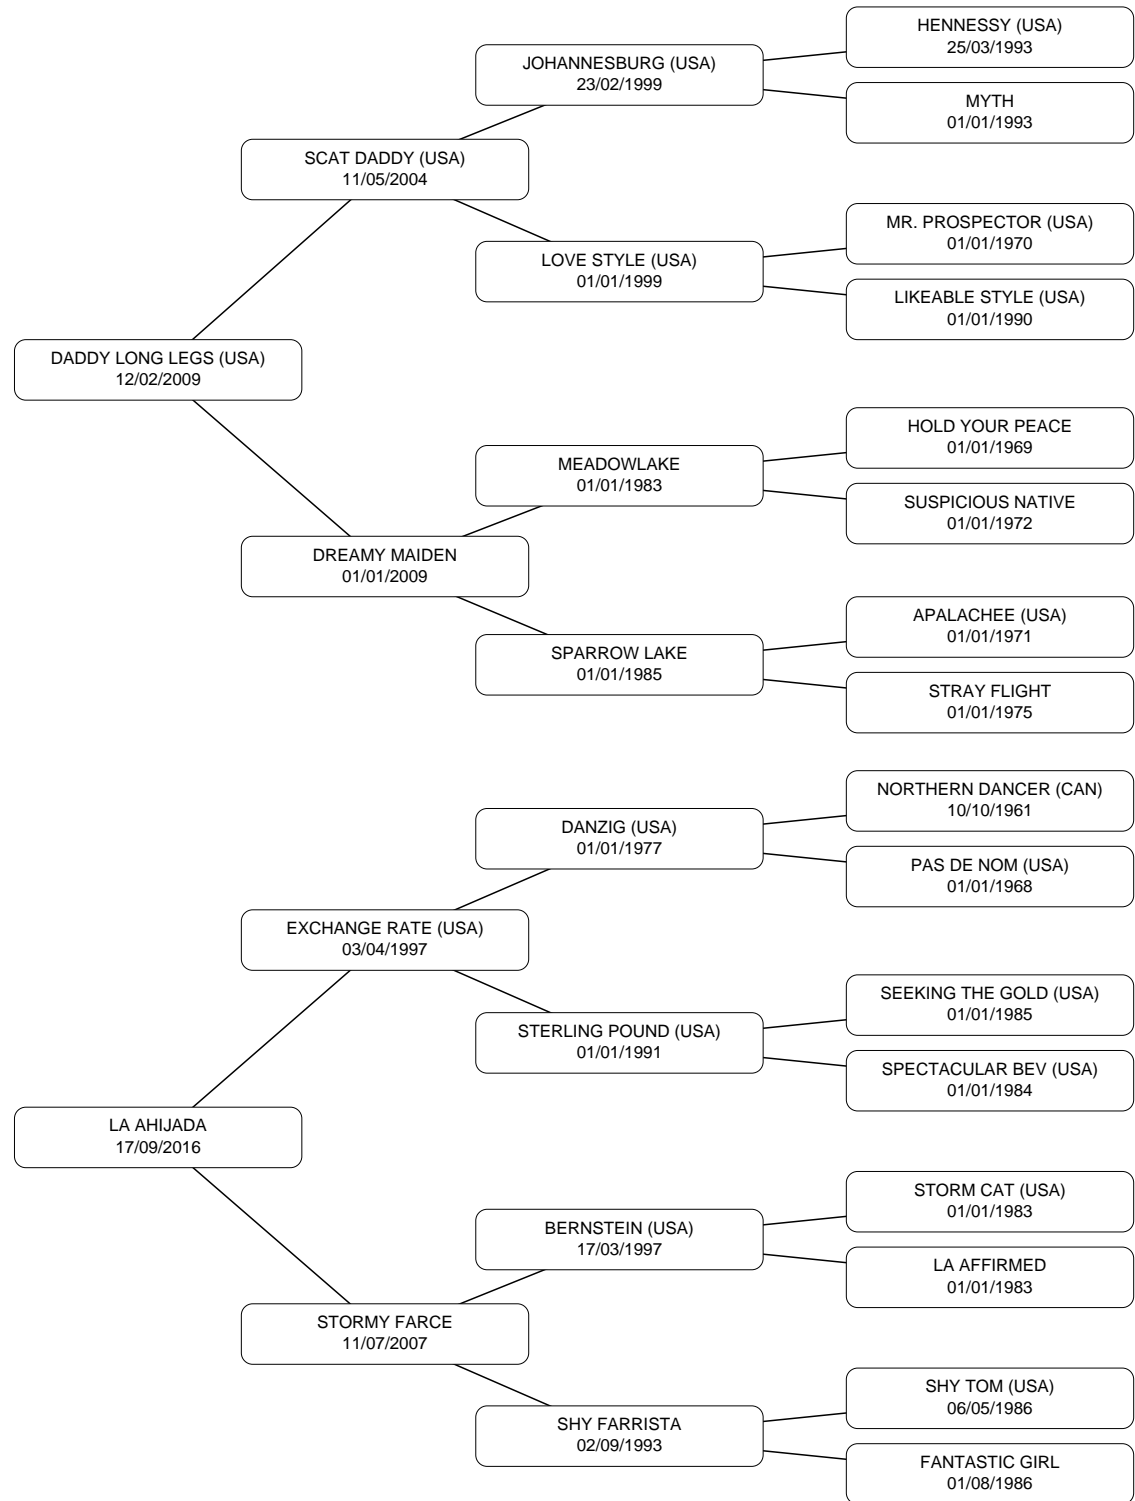 HENNESSY (USA)
25/03/1993
JOHANNESBURG (USA)
23/02/1999
MYTH
01/01/1993
SCAT DADDY (USA)
11/05/2004
MR. PROSPECTOR (USA)
01/01/1970
LOVE STYLE (USA)
01/01/1999
LIKEABLE STYLE (USA)
01/01/1990
DADDY LONG LEGS (USA)
12/02/2009
HOLD YOUR PEACE
01/01/1969
MEADOWLAKE
01/01/1983
SUSPICIOUS NATIVE
01/01/1972
DREAMY MAIDEN
01/01/2009
APALACHEE (USA)
01/01/1971
SPARROW LAKE
01/01/1985
STRAY FLIGHT
01/01/1975
NORTHERN DANCER (CAN)
10/10/1961
DANZIG (USA)
01/01/1977
PAS DE NOM (USA)
01/01/1968
EXCHANGE RATE (USA)
03/04/1997
SEEKING THE GOLD (USA)
01/01/1985
STERLING POUND (USA)
01/01/1991
SPECTACULAR BEV (USA)
01/01/1984
LA AHIJADA
17/09/2016
STORM CAT (USA)
01/01/1983
BERNSTEIN (USA)
17/03/1997
LA AFFIRMED
01/01/1983
STORMY FARCE
11/07/2007
SHY TOM (USA)
06/05/1986
SHY FARRISTA
02/09/1993
FANTASTIC GIRL
01/08/1986